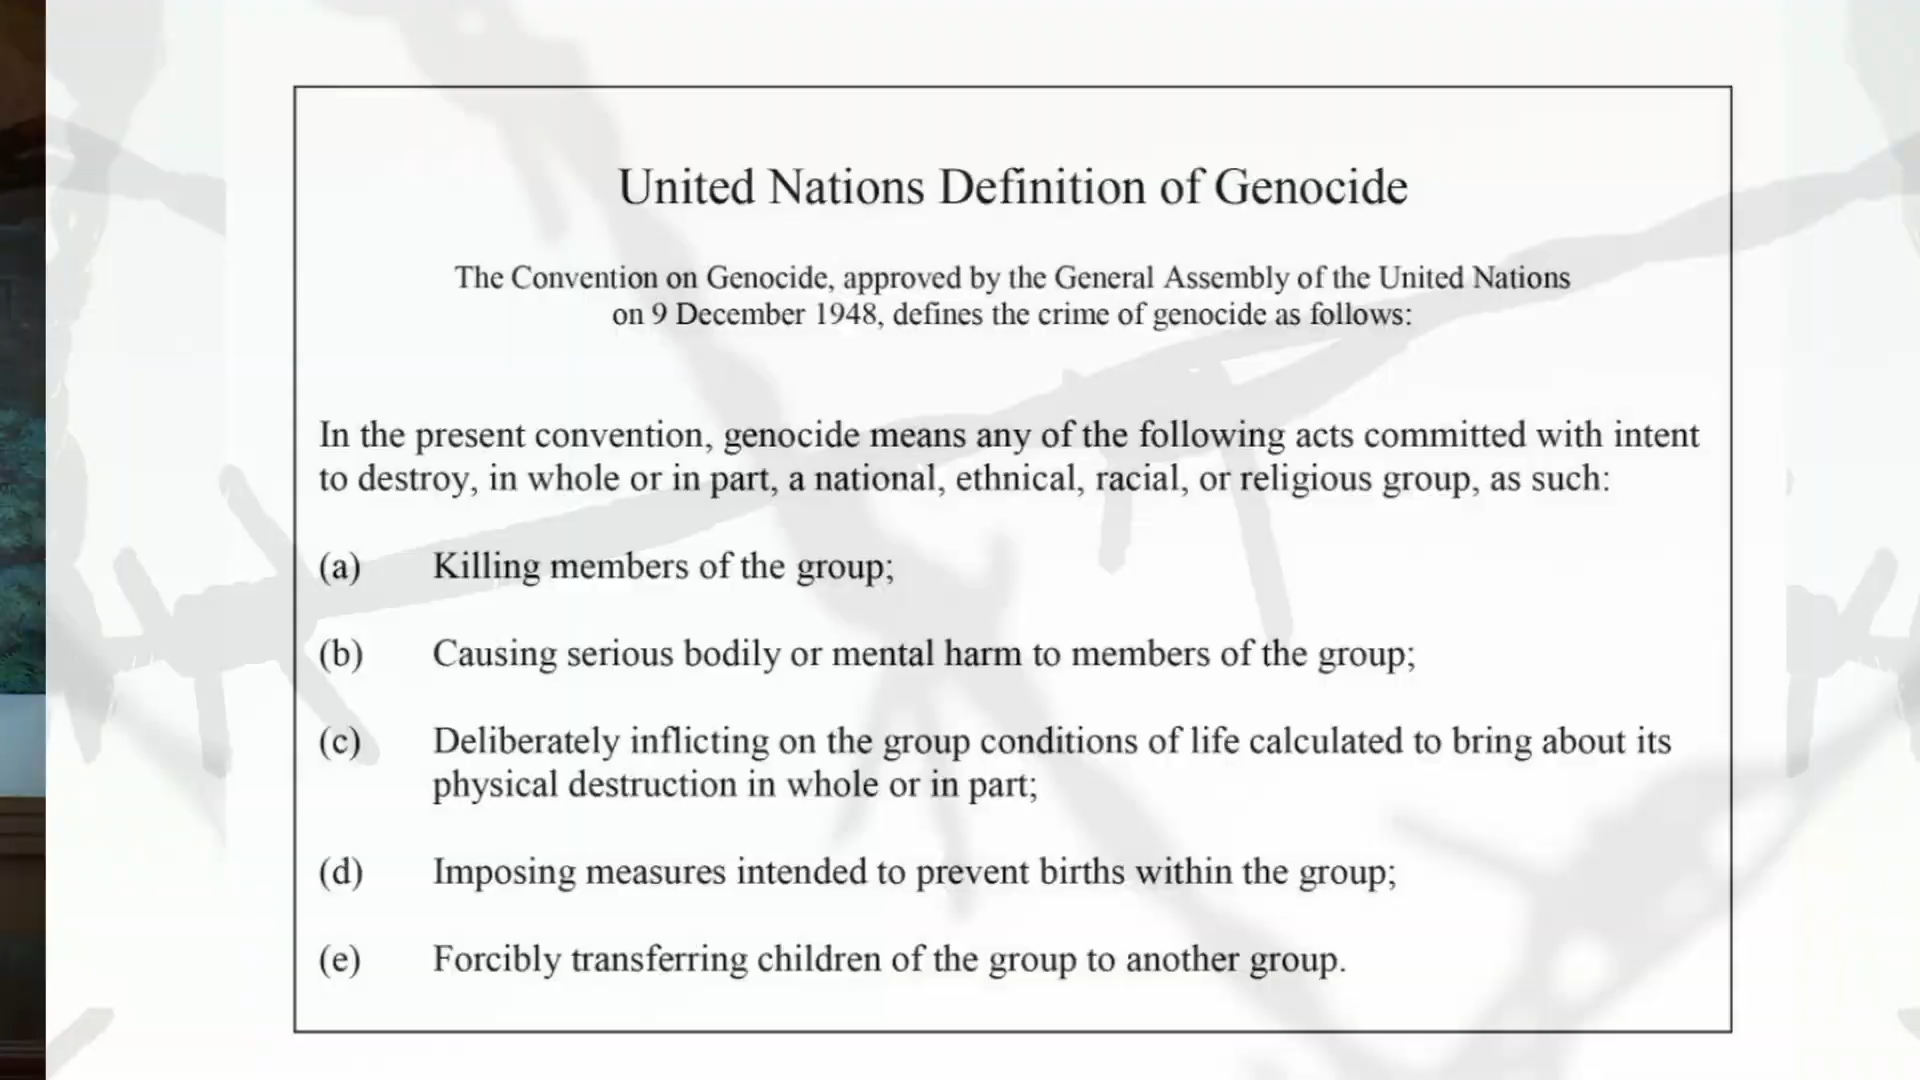 United Nations Definition of Genocide
The Convention on Genocide, approved by the General Assembly of the United Nations
on 9 December 1948, defines the crime of genocide as follows:
In the present convention, genocide means any of the following acts committed with intent
to destroy, in whole or in part, a national, ethnical, racial, or religious group, as such:
(a) Killing members of the group;
(b) Causing serious bodily or mental harm to members of the group;
(c) Deliberately inflicting on the group conditions of life calculated to bring about its
physical destruction in whole or in part;
(d) Imposing measures intended to prevent births within the group;
(e) Forcibly transferring children of the group to another group.